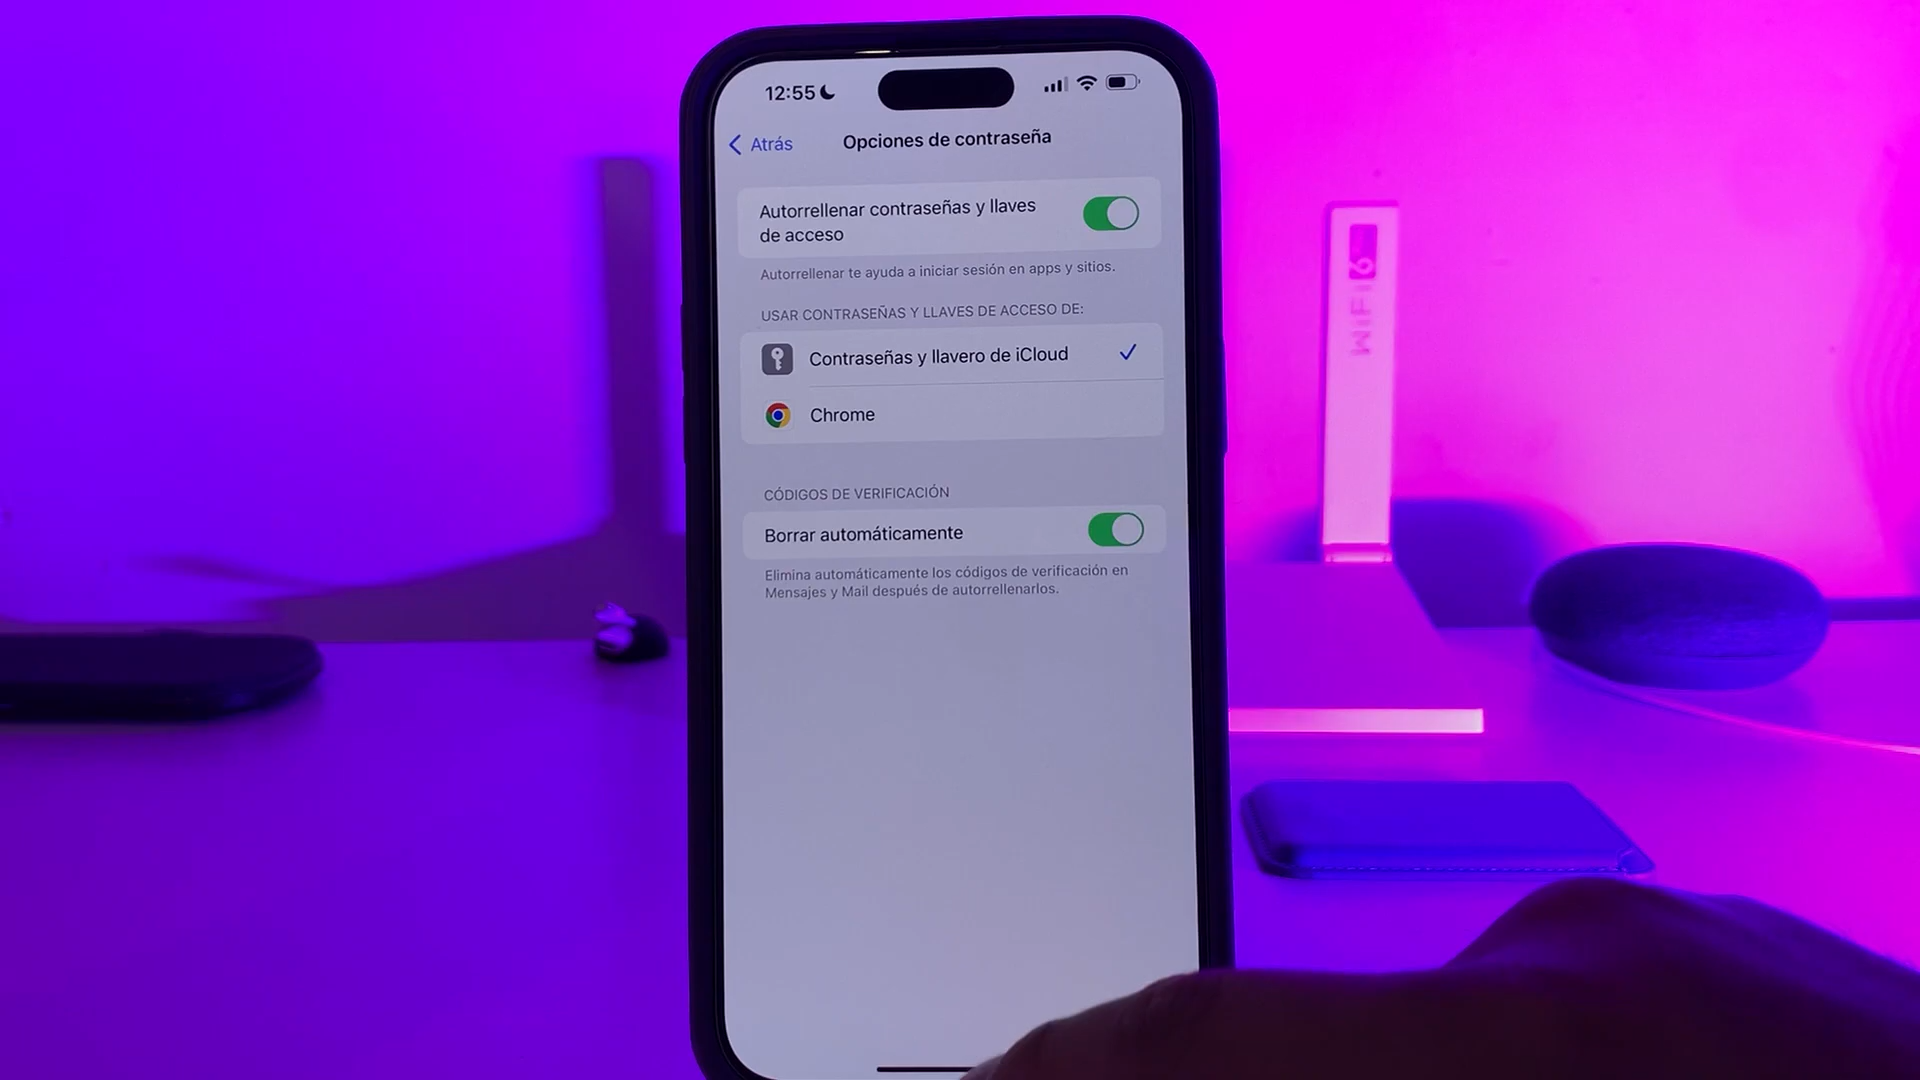 12:55
Atrás
Opciones de contraseña
Autorrellenar contraseñas y llaves
de acceso
Autorrellenar te ayuda a iniciar sesión en apps y sitios.
USAR CONTRASEÑAS Y LLAVES DE ACCESO DE:
Contraseñas y llavero de iCloud
Chrome
CÓDIGOS DE VERIFICACIÓN
Borrar automáticamente
Elimina automáticamente los códigos de verificación en
Mensajes y Mail después de autorrellenarlos.
WiFi 6